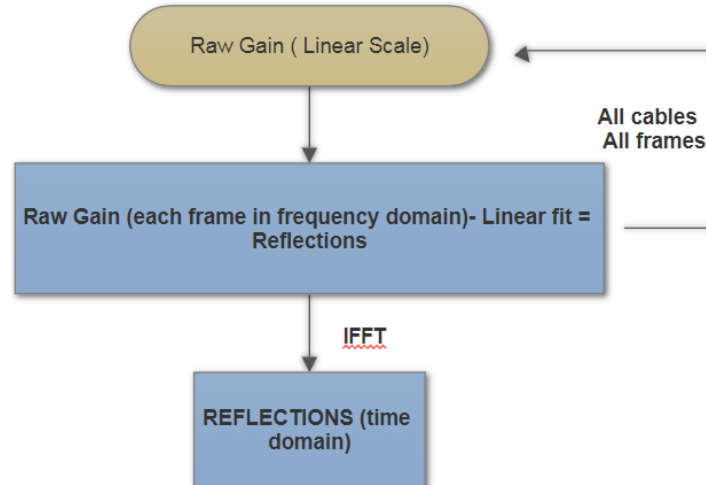 Raw Gain ( Linear Scale)
All cables
All frames
Raw Gain (each frame in frequency domain)- Linear fit =
Reflections
IFFT
REFLECTIONS (time
domain)